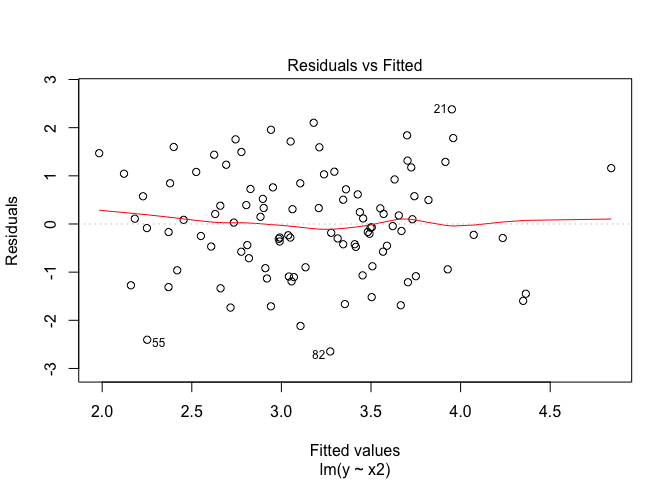 Residuals vs Fitted
Residuals
3
2
1
0
-1
-2
-3
21
55
82
2.0 2.5 3.0 3.5 4.0 4.5
Fitted values
lm(y ~ x2)